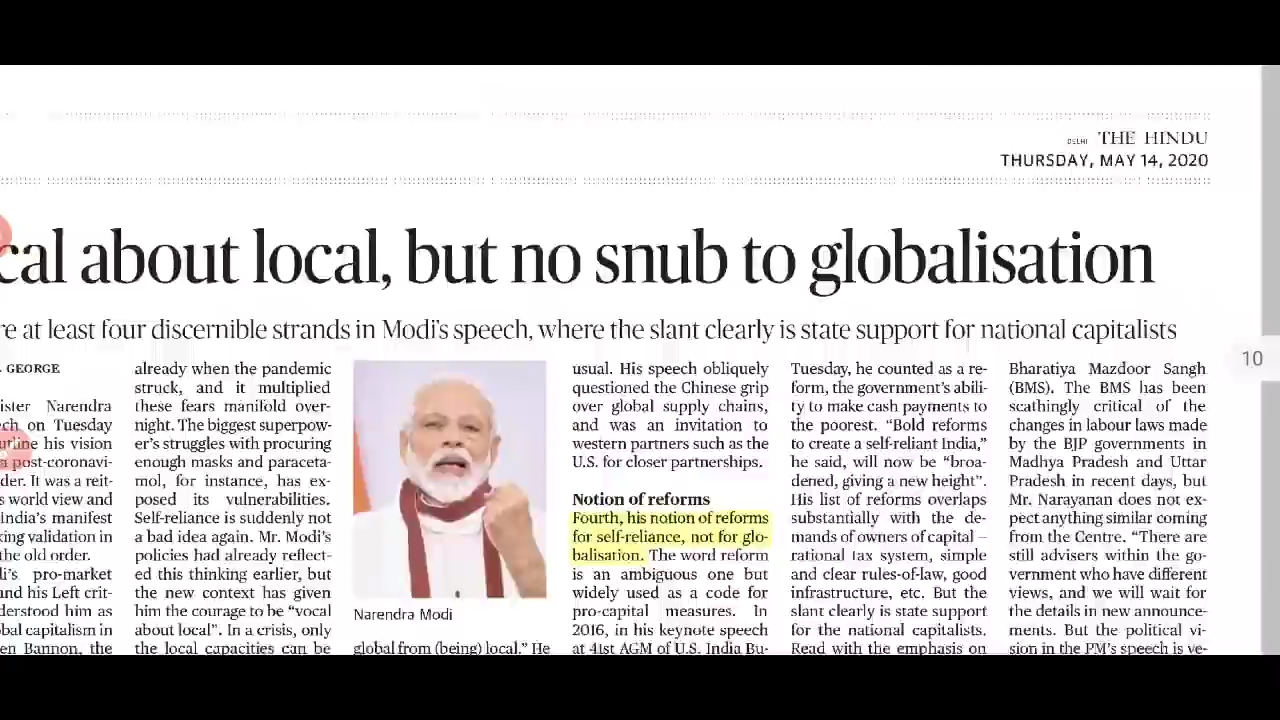 DELHI THE HINDU
THURSDAY, MAY 14, 2020
cal about local, but no snub to globalisation
re at least four discernible strands in Modi's speech, where the slant clearly is state support for national capitalists
. GEORGE
ister Narendra
ch on Tuesday
utline his vision
a post-coronavi-
der. It was a reit-
s world view and
india's manifest
king validation in
the old order.
di's pro-market
and his Left crit-
derstood him as
bal capitalism in
en Bannon, the
already when the pandemic
struck, and it multiplied
these fears manifold over-
night. The biggest superpow-
er's struggles with procuring
enough masks and paraceta-
mol, for instance, has ex-
posed its vulnerabilities.
Self-reliance is suddenly not
a bad idea again. Mr. Modi's
policies had already reflect-
ed this thinking earlier, but
the new context has given
him the courage to be “vocal
about local”. In a crisis, only
the local capacities can be
Narendra Modi
global from (being) local.” He
usual. His speech obliquely
questioned the Chinese grip
over global supply chains,
and was an invitation to
western partners such as the
U.S. for closer partnerships.
Notion of reforms
Fourth, his notion of reforms
for self-reliance, not for glo-
balisation. The word reform
is an ambiguous one but
widely used as a code for
pro-capital measures. In
2016, in his keynote speech
at 41st AGM of U.S. India Bu-
Tuesday, he counted as a re-
form, the government's abili-
ty to make cash payments to
the poorest. “Bold reforms
to create a self-reliant India,”
he said, will now be “broa-
dened, giving a new height”.
His list of reforms overlaps
substantially with the de-
mands of owners of capital –
rational tax system, simple
and clear rules-of-law, good
infrastructure, etc. But the
slant clearly is state support
for the national capitalists.
Read with the emphasis on
Bharatiya Mazdoor Sangh
(BMS). The BMS has been
scathingly critical of the
changes in labour laws made
by the BJP governments in
Madhya Pradesh and Uttar
Pradesh in recent days, but
Mr. Narayanan does not ex-
pect anything similar coming
from the Centre. “There are
still advisers within the go-
vernment who have different
views, and we will wait for
the details in new announce-
ments. But the political vi-
sion in the PM's speech is ve-
10